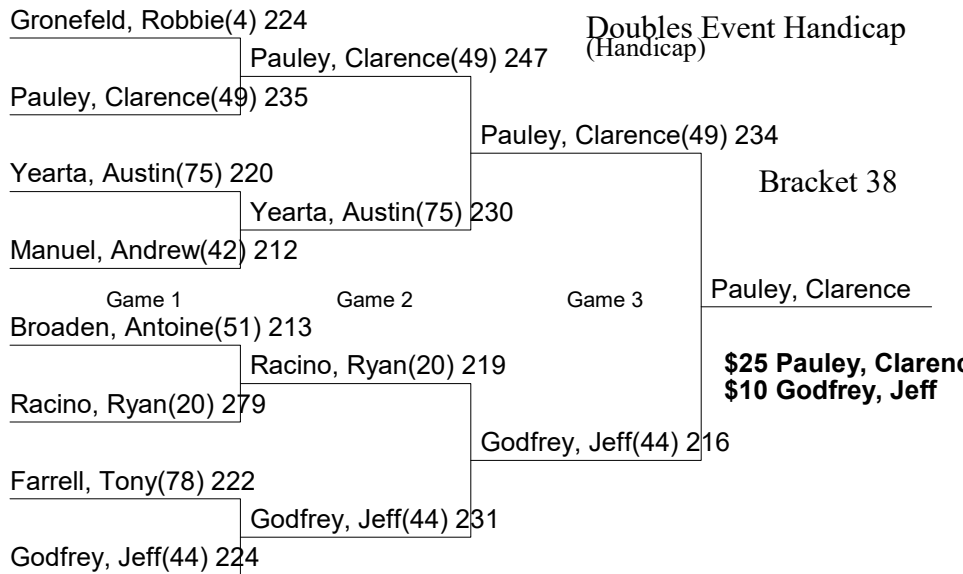 Gronefeld, Robbie(4) 224
Doubles Event Handicap
(Handicap)
Pauley, Clarence(49) 247
Pauley, Clarence(49) 235
Pauley, Clarence(49) 234
Yearta, Austin(75) 220
Bracket 38
Yearta, Austin(75) 230
Manuel, Andrew(42) 212
Game 1
Game 2
Game 3
Pauley, Clarence
Broaden, Antoine(51) 213
Racino, Ryan(20) 219
$25 Pauley, Clarenc
$10 Godfrey, Jeff
Racino, Ryan(20) 279
Godfrey, Jeff(44) 216
Farrell, Tony(78) 222
Godfrey, Jeff(44) 231
Godfrey, Jeff(44) 224